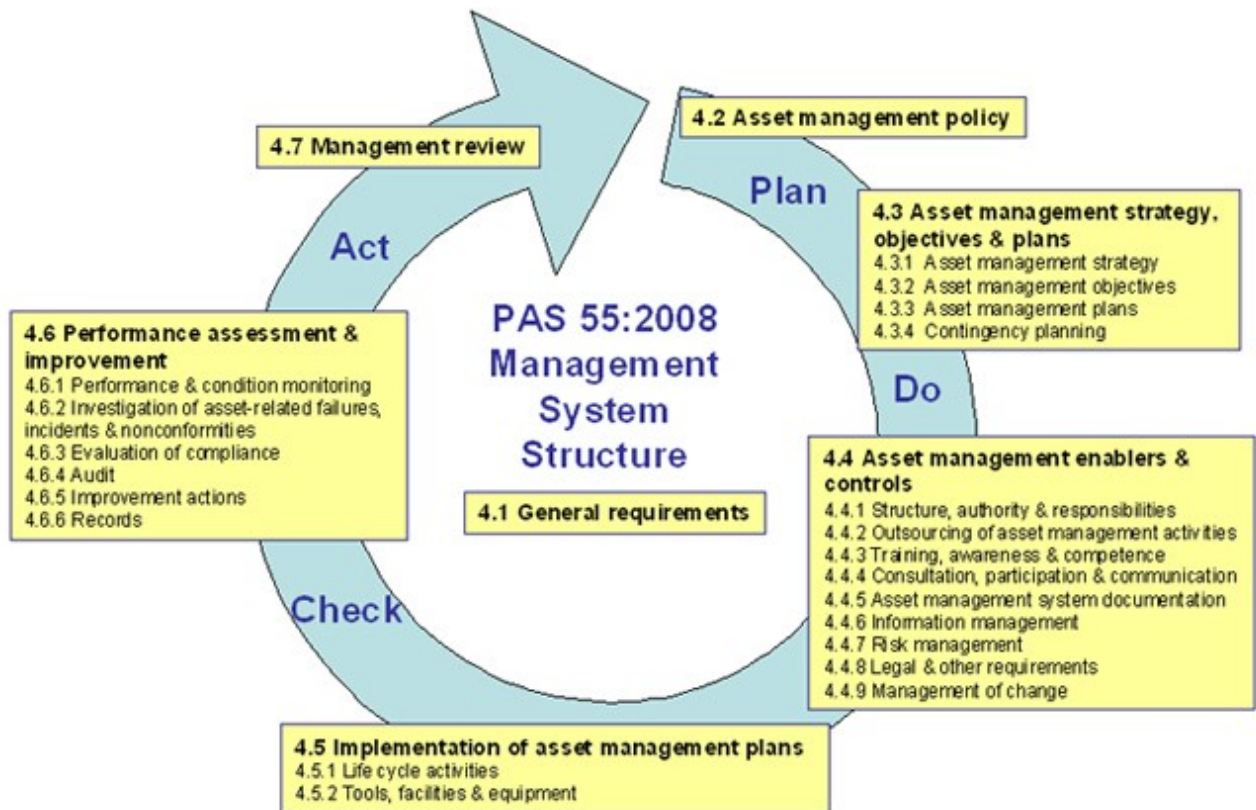 4.7 Management review
4.2 Asset management policy
Plan
4.3 Asset management strategy,
objectives & plans
4.3.1 Asset management strategy
4.3.2 Asset management objectives
4.3.3 Asset management plans
4.3.4 Contingency planning
Act
PAS 55:2008
Management
System
Structure
4.1 General requirements
Do
4.4 Asset management enablers &
controls
4.4.1 Structure, authority & responsibilities
4.4.2 Outsourcing of asset management activities
4.4.3 Training, awareness & competence
4.4.4 Consultation, participation & communication
4.4.5 Asset management system documentation
4.4.6 Information management
4.4.7 Risk management
4.4.8 Legal & other requirements
4.4.9 Management of change
4.6 Performance assessment &
improvement
4.6.1 Performance & condition monitoring
4.6.2 Investigation of asset-related failures,
incidents & nonconformities
4.6.3 Evaluation of compliance
4.6.4 Audit
4.6.5 Improvement actions
4.6.6 Records
Check
4.5 Implementation of asset management plans
4.5.1 Life cycle activities
4.5.2 Tools, facilities & equipment